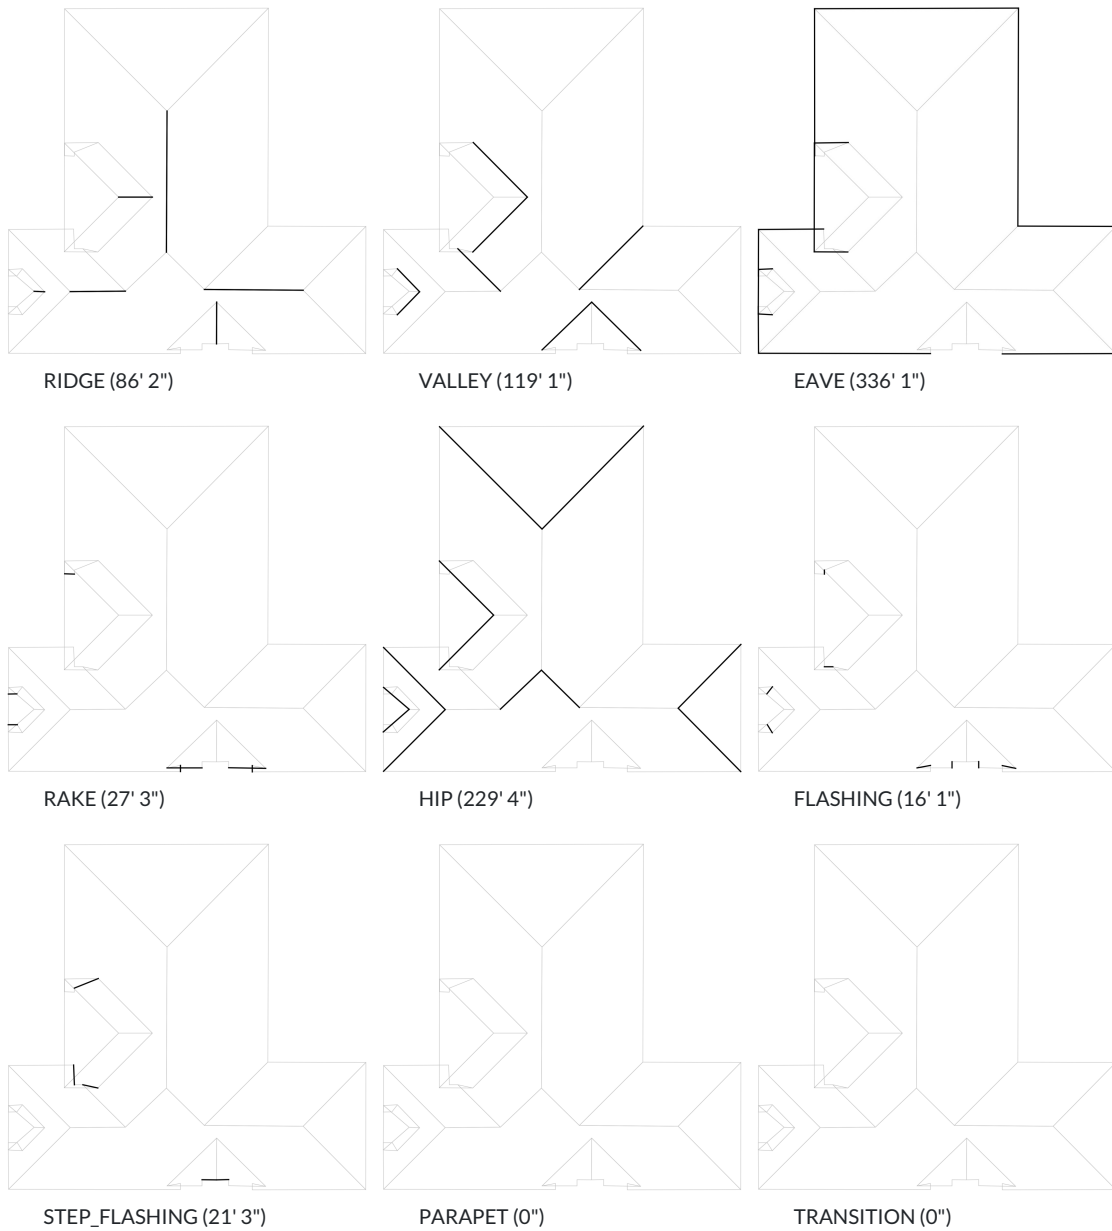 RIDGE (86' 2")
VALLEY (119' 1")
EAVE (336' 1")
RAKE (27' 3")
HIP (229' 4")
FLASHING (16' 1")
STEP_FLASHING (21' 3")
PARAPET (0")
TRANSITION (0")